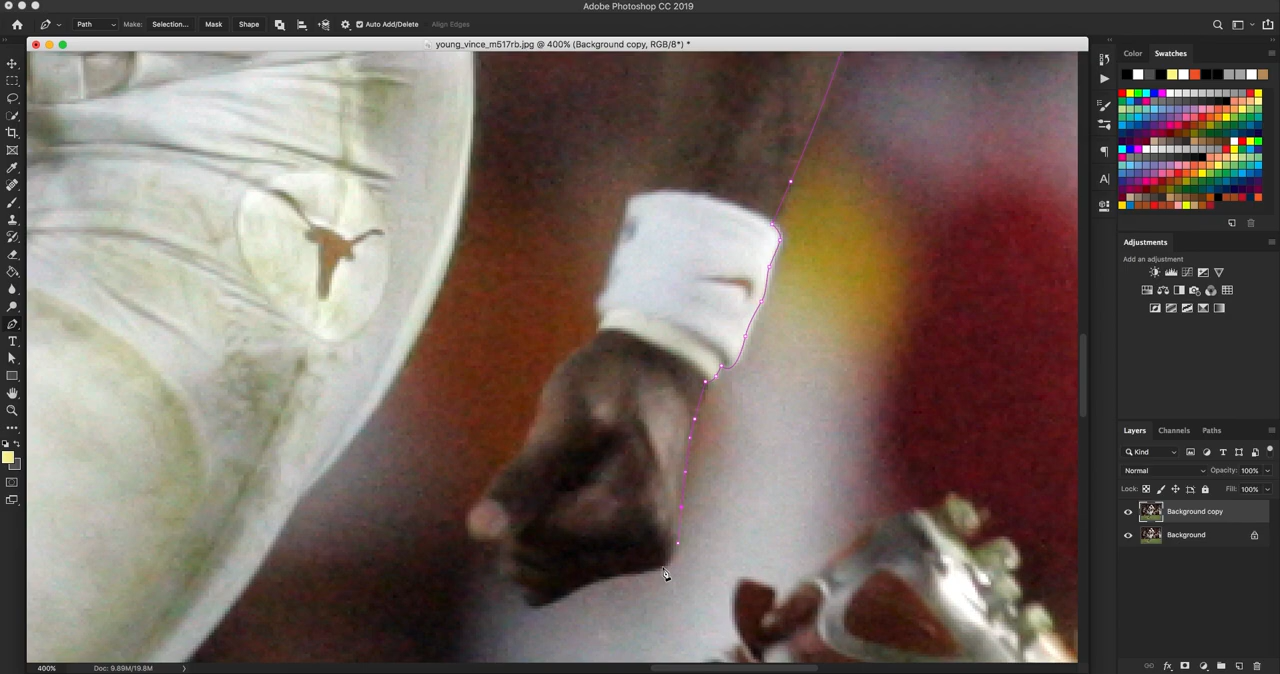 Adobe Photoshop CC 2019
Path Make: Selection... Mask Shape Auto Add/Delete Align Edges
young_vince_m517rb.jpg @ 400% (Background copy, RGB/8*) *
Color Swatches
Adjustments
Add an adjustment
Layers Channels Paths
Kind
Normal Opacity: 100%
Lock: Fill: 100%
Background copy
Background
400% Doc: 9.89M/19.8M